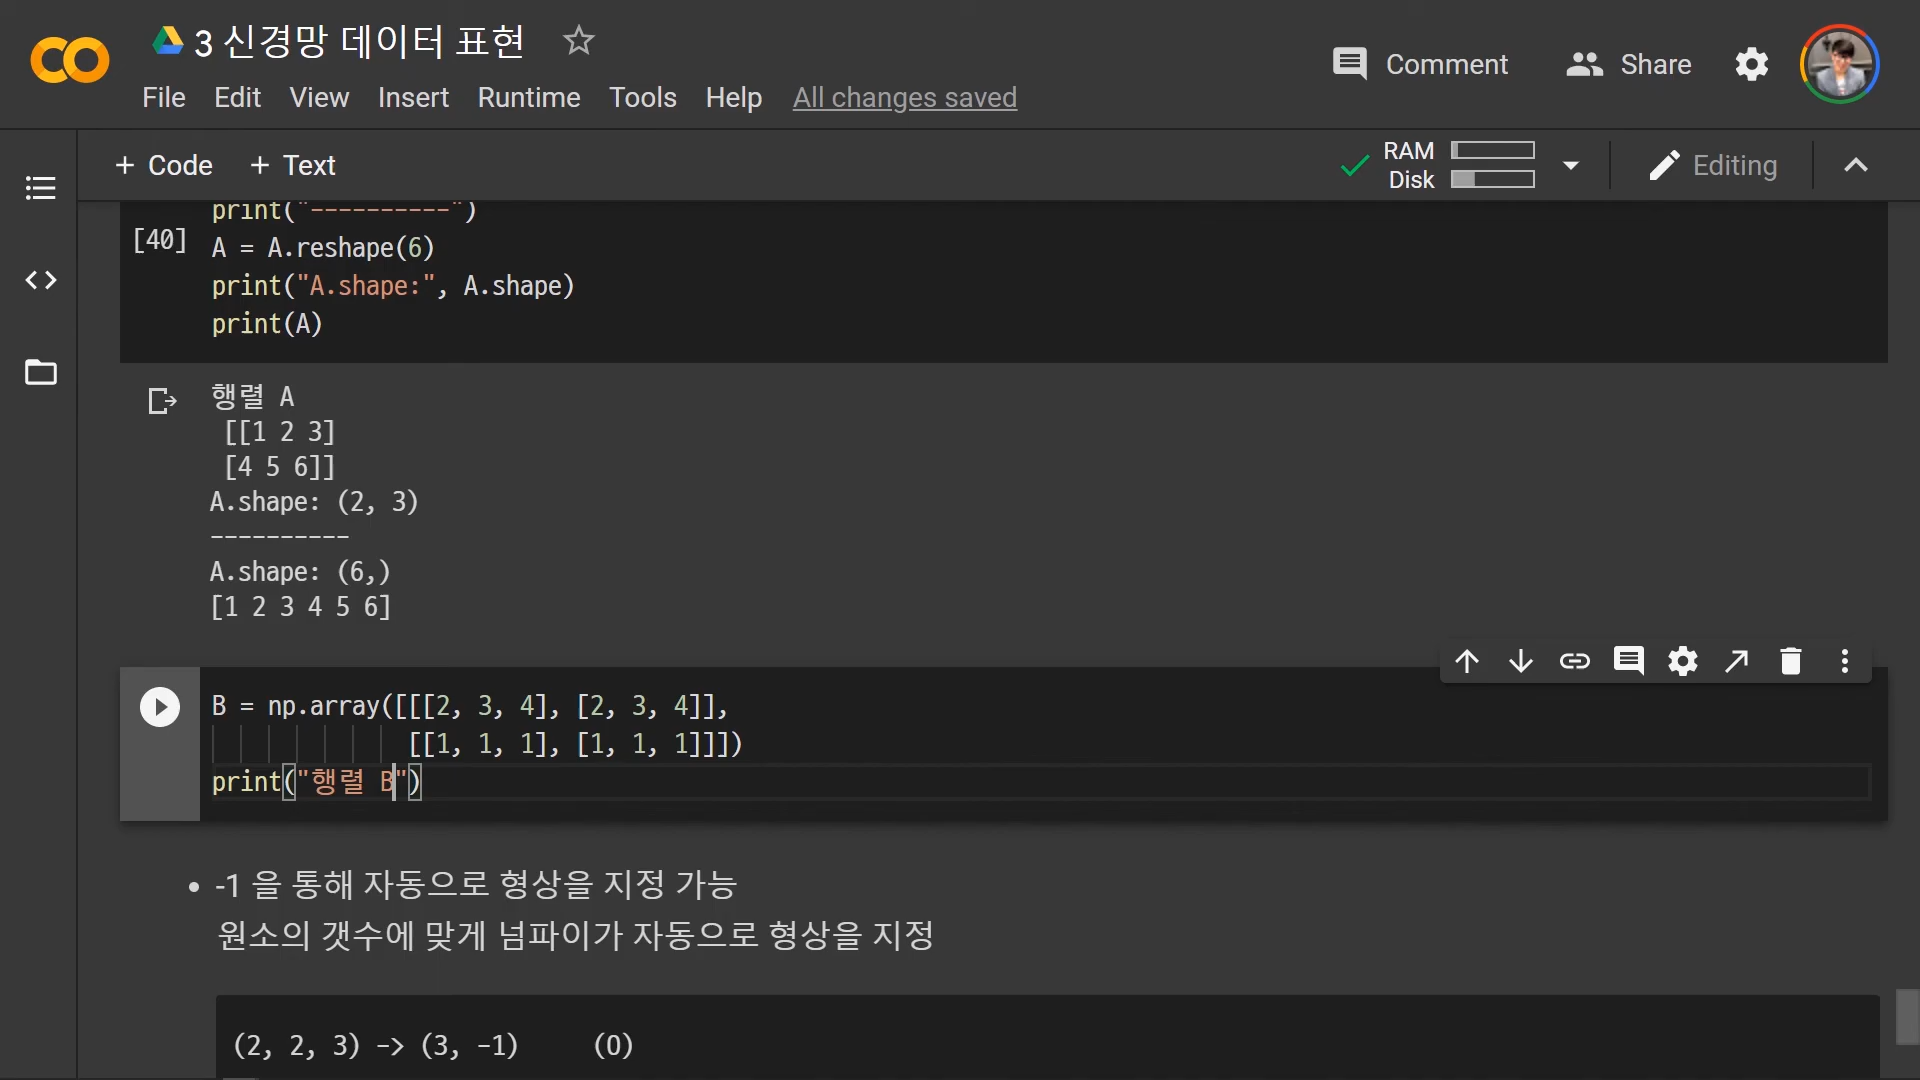 3 신경망 데이터 표현
Comment
Share
File Edit View Insert Runtime Tools Help All changes saved
+ Code + Text
RAM
Disk
Editing
print("----------")
[40]
A = A.reshape(6)
print("A.shape:", A.shape)
print(A)
행렬 A
[[1 2 3]
[4 5 6]]
A.shape: (2, 3)
----------
A.shape: (6,)
[1 2 3 4 5 6]
B = np.array([[[2, 3, 4], [2, 3, 4]],
[[1, 1, 1], [1, 1, 1]]])
print("행렬 B")
• -1 을 통해 자동으로 형상을 지정 가능
원소의 갯수에 맞게 넘파이가 자동으로 형상을 지정
(2, 2, 3) -> (3, -1) (0)